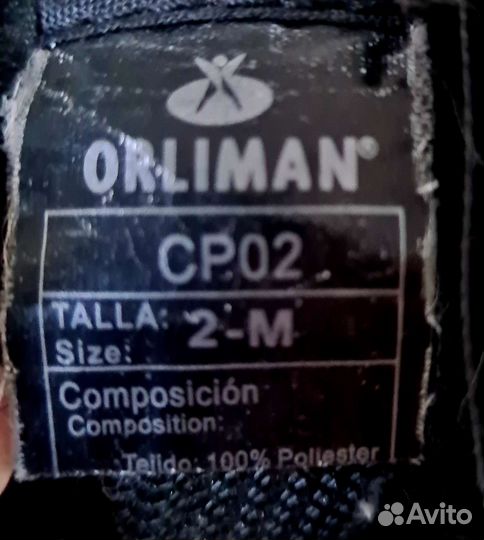 ORLIMAN®
CP02
TALLA: 2-M
Size:
Composición
Composition:
Tejido: 100% Poliester
Avito